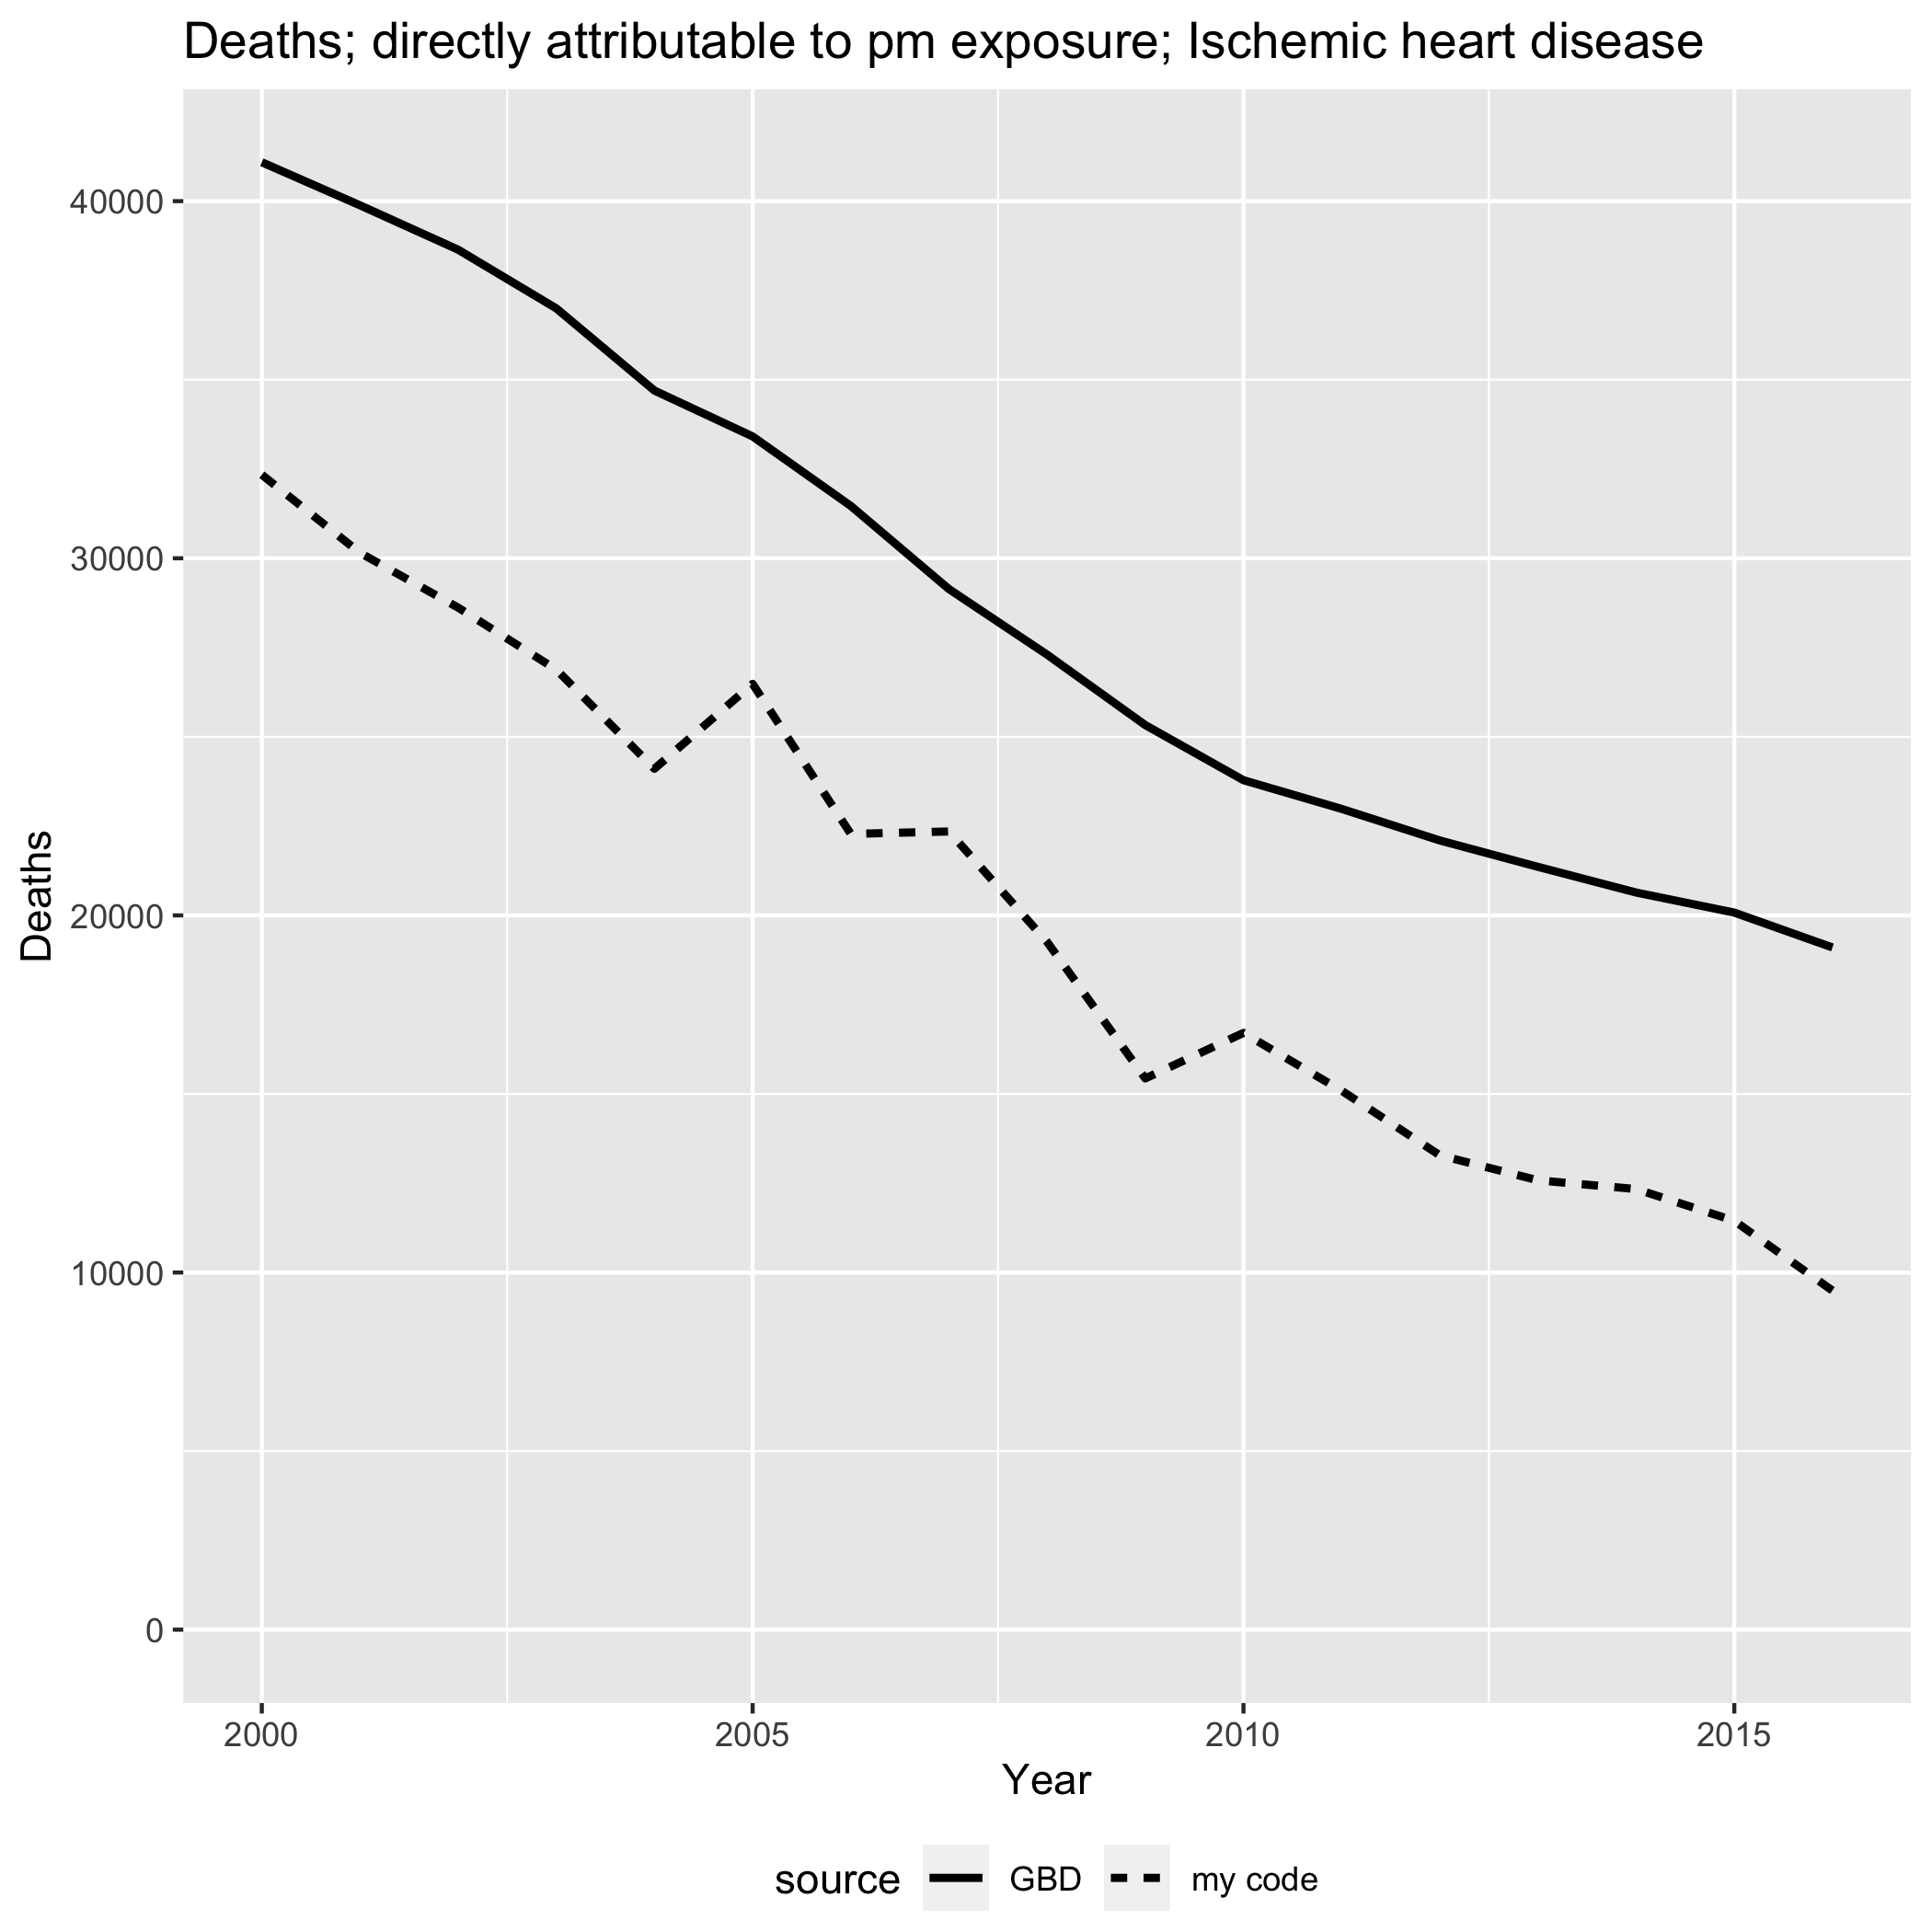 Deaths; directly attributable to pm exposure; Ischemic heart disease
40000
30000
20000
10000
0
Deaths
2000 2005 2010 2015
Year
source GBD my code